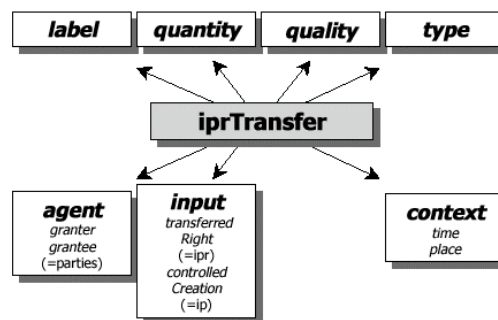 label quantity quality type
iprTransfer
agent
granter
grantee
(=parties)
input
transferred
Right
(=ipr)
controlled
Creation
(=ip)
context
time
place